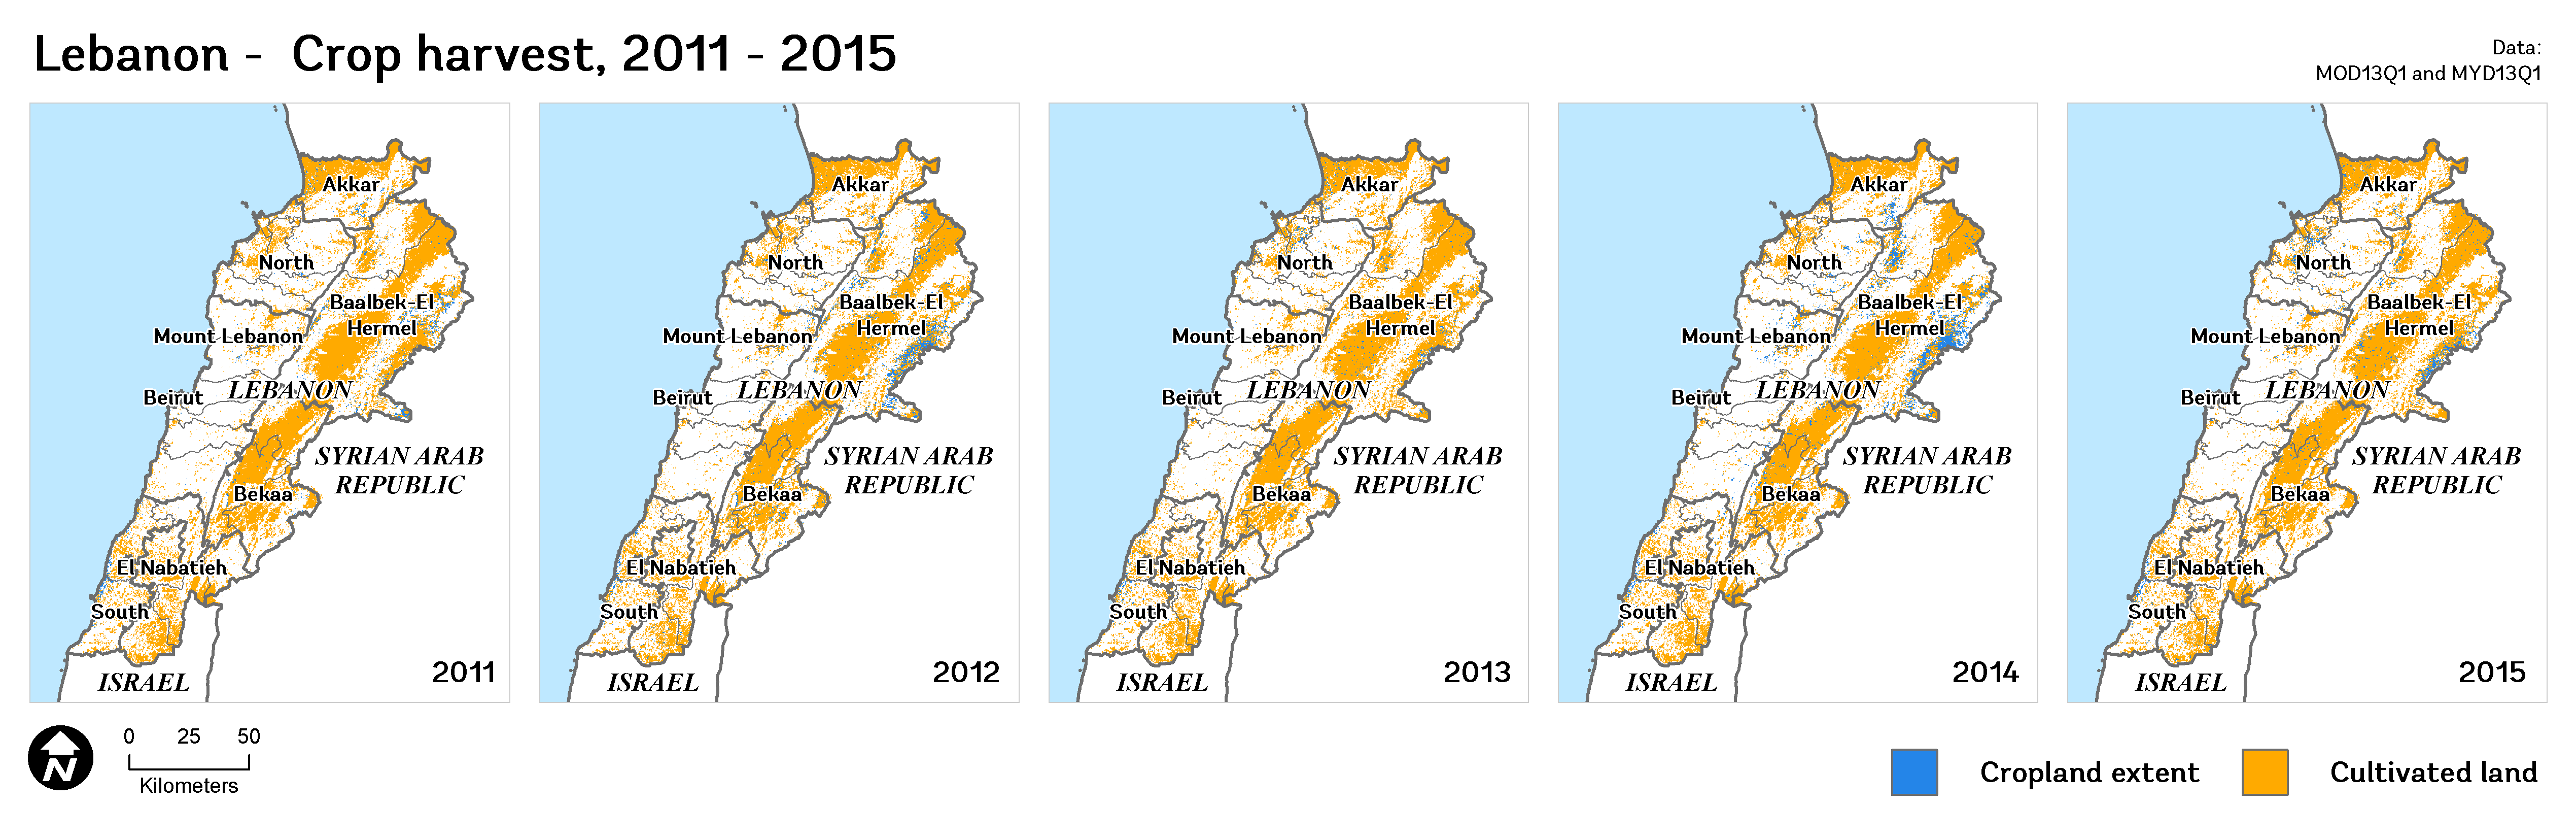 Lebanon - Crop harvest, 2011 - 2015
Data:
MOD13Q1 and MYD13Q1
Akkar
North
Baalbek-El
Hermel
Mount Lebanon
LEBANON
Beirut
SYRIAN ARAB
REPUBLIC
Bekaa
El Nabatieh
South
2011
ISRAEL
Akkar
North
Baalbek-El
Hermel
Mount Lebanon
LEBANON
Beirut
SYRIAN ARAB
REPUBLIC
Bekaa
El Nabatieh
South
2012
ISRAEL
Akkar
North
Baalbek-El
Hermel
Mount Lebanon
LEBANON
Beirut
SYRIAN ARAB
REPUBLIC
Bekaa
El Nabatieh
South
2013
ISRAEL
Akkar
North
Baalbek-El
Hermel
Mount Lebanon
LEBANON
Beirut
SYRIAN ARAB
REPUBLIC
Bekaa
El Nabatieh
South
2014
ISRAEL
Akkar
North
Baalbek-El
Hermel
Mount Lebanon
LEBANON
Beirut
SYRIAN ARAB
REPUBLIC
Bekaa
El Nabatieh
South
2015
ISRAEL
N
0 25 50
Kilometers
Cropland extent
Cultivated land